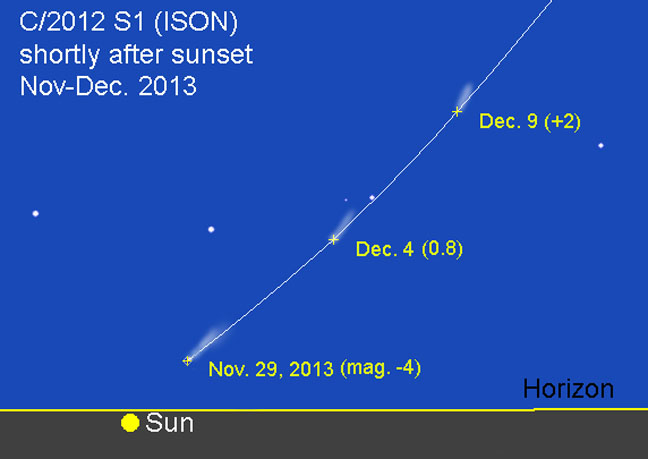 C/2012 S1 (ISON)
shortly after sunset
Nov-Dec. 2013
Dec. 9 (+2)
Dec. 4 (0.8)
Nov. 29, 2013 (mag. -4)
Horizon
Sun